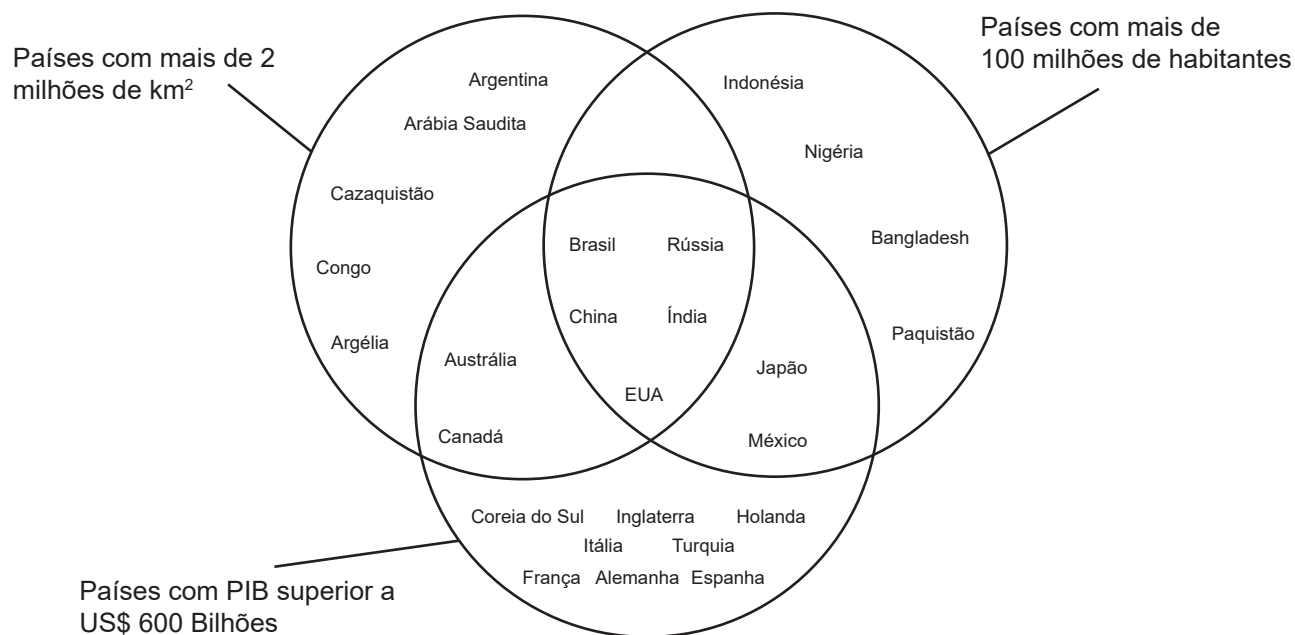 Países com mais de 2
milhões de km²
Países com mais de
100 milhões de habitantes
Argentina
Arábia Saudita
Cazaquistão
Congo
Argélia
Indonésia
Nigéria
Bangladesh
Paquistão
Brasil
Rússia
China
Índia
EUA
Austrália
Canadá
Japão
México
Coreia do Sul
Inglaterra
Holanda
Itália
Turquia
França
Alemanha
Espanha
Países com PIB superior a
US$ 600 Bilhões